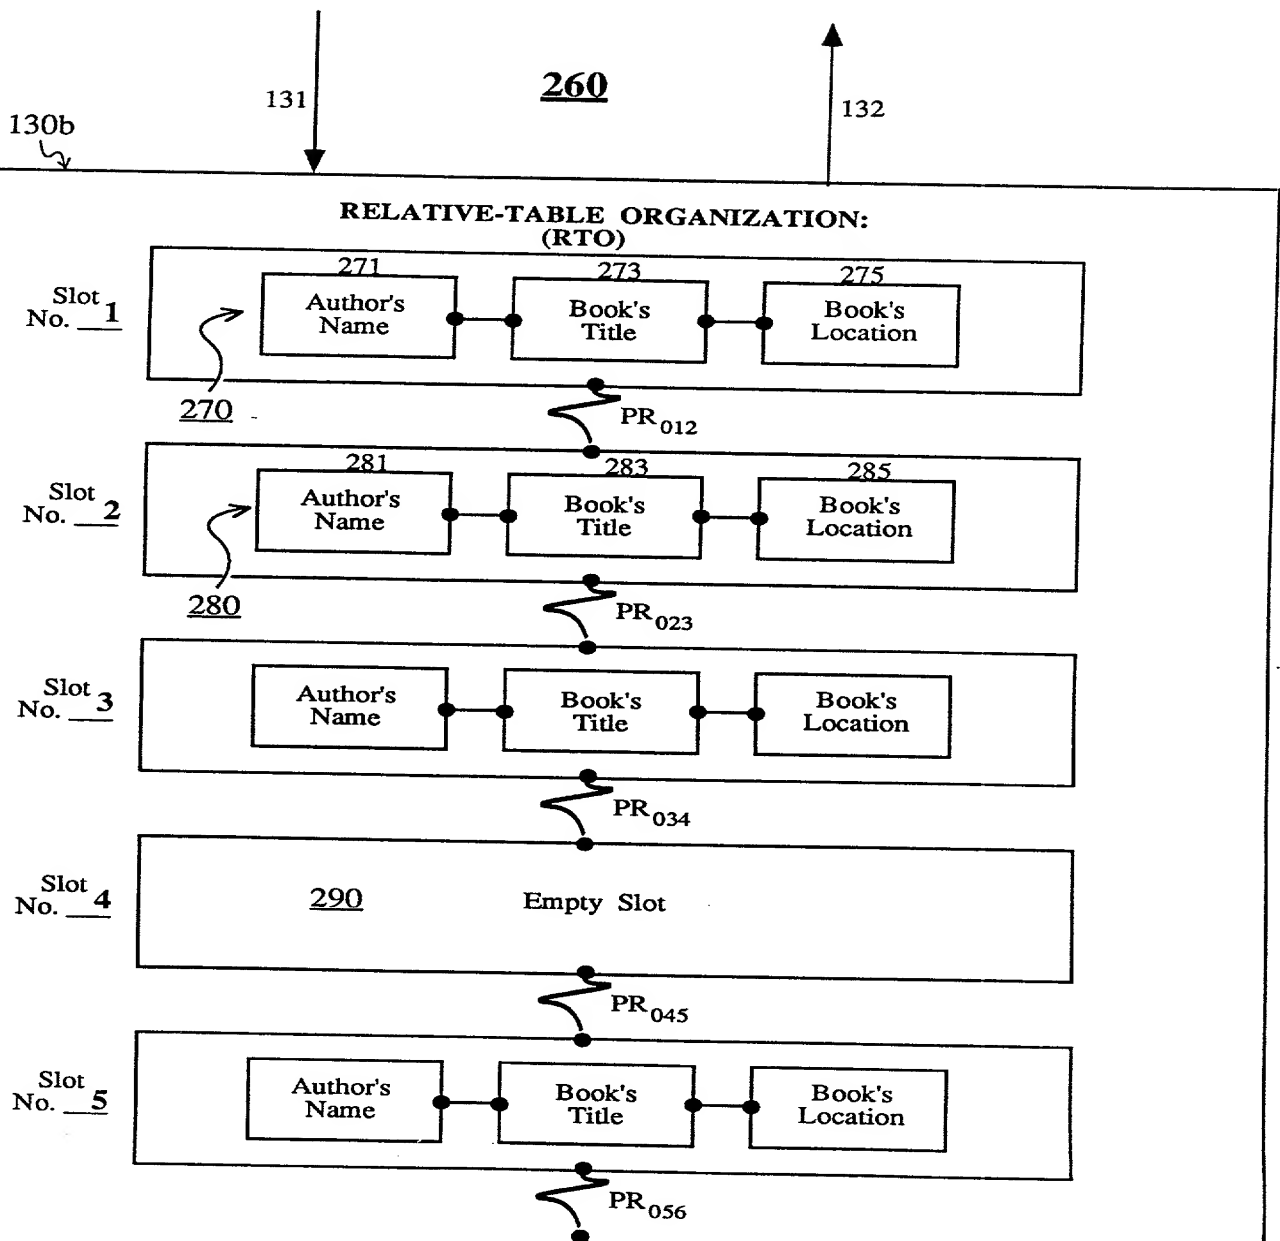 260
131
132
130b
RELATIVE-TABLE ORGANIZATION:
(RTO)
271
273
275
Slot
No. 1
Author's
Name
Book's
Title
Book's
Location
270
PR012
281
283
285
Slot
No. 2
Author's
Name
Book's
Title
Book's
Location
280
PR023
Slot
No. 3
Author's
Name
Book's
Title
Book's
Location
PR034
Slot
No. 4
290
Empty Slot
PR045
Slot
No. 5
Author's
Name
Book's
Title
Book's
Location
PR056